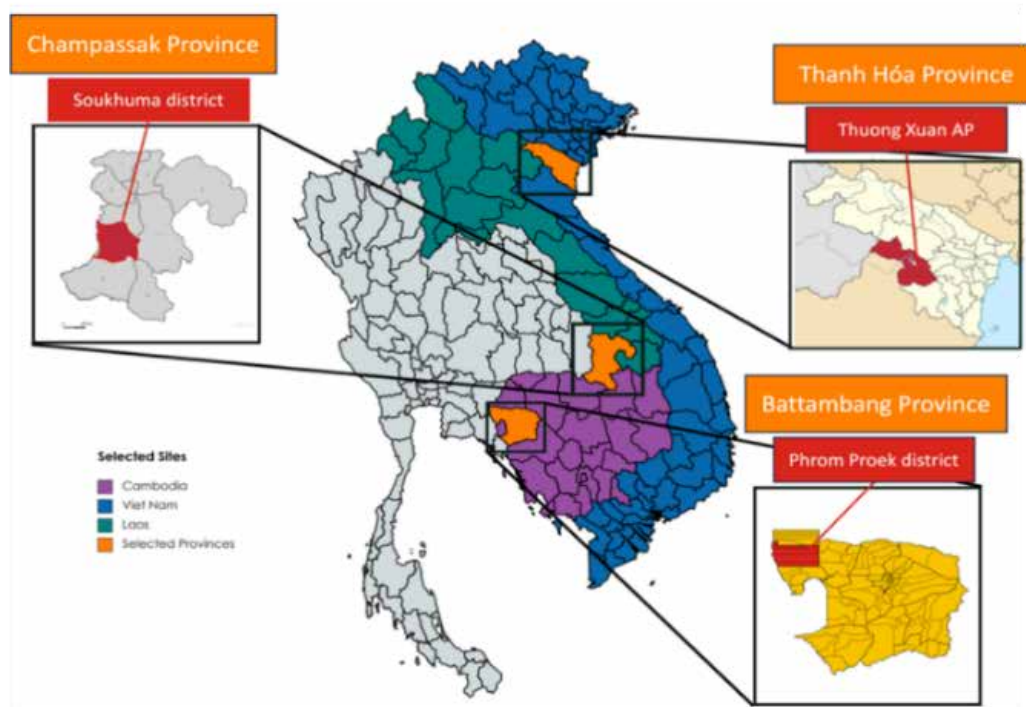 Champassak Province
Soukhuma district
Thanh Hóa Province
Thuong Xuan AP
Battambang Province
Phrom Proek district
Selected Sites
Cambodia
Viet Nam
Laos
Selected Provinces